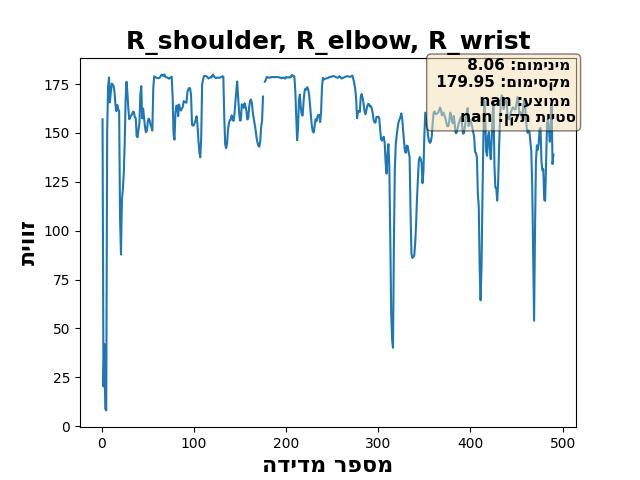 R_shoulder, R_elbow, R_wrist
מינימום: 8.06
מקסימום: 179.95
ממוצע: nan
סטיית תקן: nan
זווית
175
150
125
100
75
50
25
0
0 100 200 300 400 500
מספר מדידה